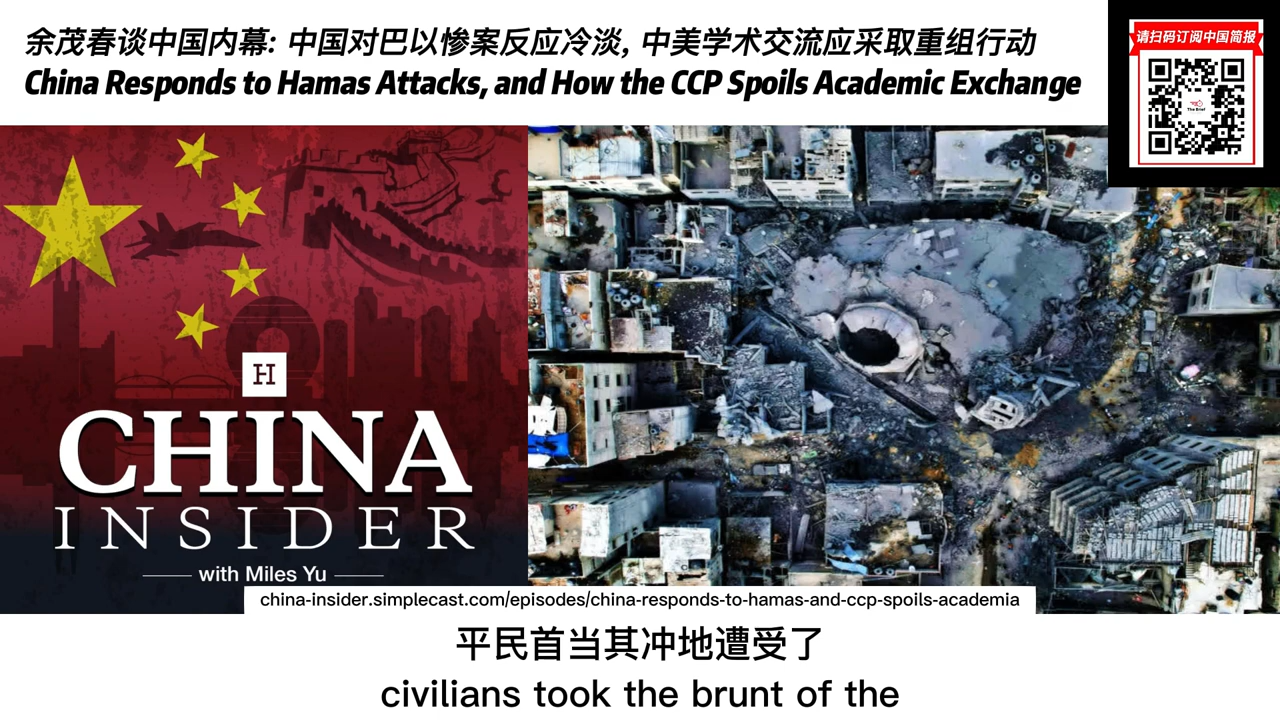 余茂春谈中国内幕: 中国对巴以惨案反应冷淡, 中美学术交流应采取重组行动
China Responds to Hamas Attacks, and How the CCP Spoils Academic Exchange
请扫码订阅中国简报
The Brief
H
CHINA
INSIDER
with Miles Yu
china-insider.simplecast.com/episodes/china-responds-to-hamas-and-ccp-spoils-academia
平民首当其冲地遭受了
civilians took the brunt of the